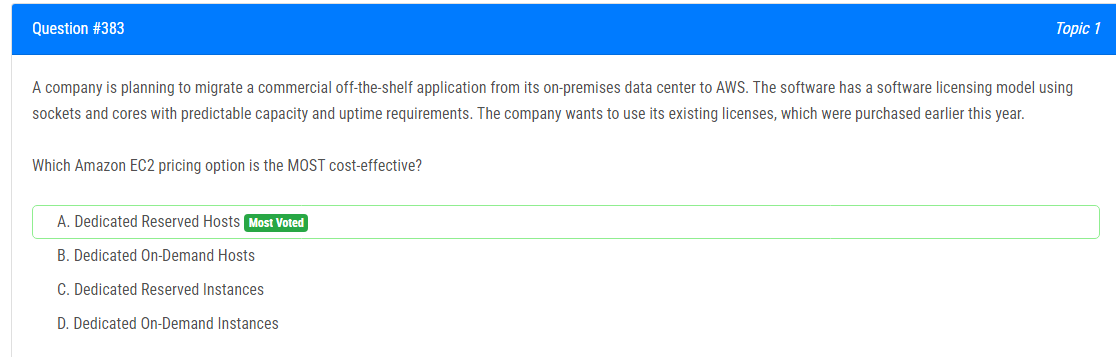 Question #383
Topic 1
A company is planning to migrate a commercial off-the-shelf application from its on-premises data center to AWS. The software has a software licensing model using
sockets and cores with predictable capacity and uptime requirements. The company wants to use its existing licenses, which were purchased earlier this year.
Which Amazon EC2 pricing option is the MOST cost-effective?
A. Dedicated Reserved Hosts Most Voted
B. Dedicated On-Demand Hosts
C. Dedicated Reserved Instances
D. Dedicated On-Demand Instances